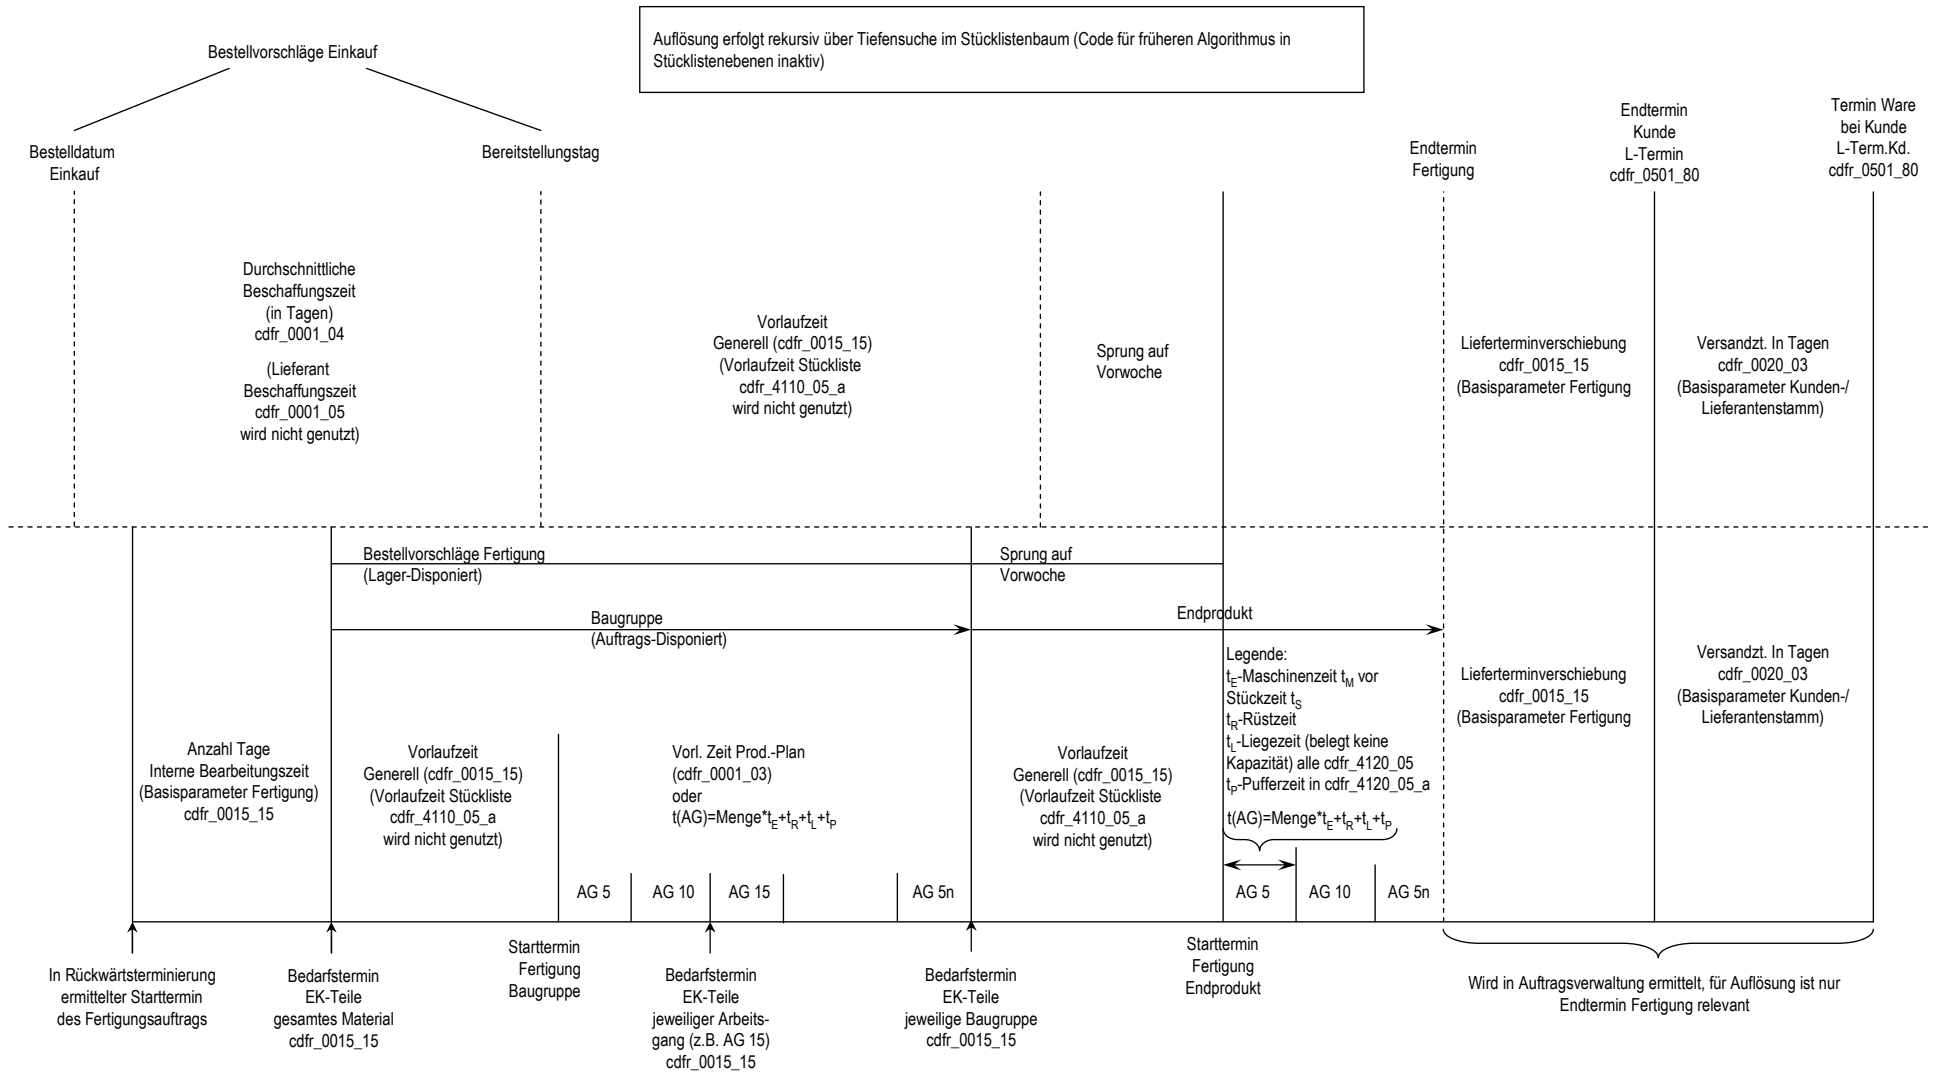 Auflösung erfolgt rekursiv über Tiefensuche im Stücklistenbaum (Code für früheren Algorithmus in
Stücklistenebenen inaktiv)
Bestellvorschläge Einkauf
Bestelldatum
Einkauf
Bereitstellungstag
Endtermin
Fertigung
Endtermin
Kunde
L-Termin
cdfr_0501_80
Termin Ware
bei Kunde
L-Term.Kd.
cdfr_0501_80
Durchschnittliche
Beschaffungszeit
(in Tagen)
cdfr_0001_04
(Lieferant
Beschaffungszeit
cdfr_0001_05
wird nicht genutzt)
Vorlaufzeit
Generell (cdfr_0015_15)
(Vorlaufzeit Stückliste
cdfr_4110_05_a
wird nicht genutzt)
Sprung auf
Vorwoche
Lieferterminverschiebung
cdfr_0015_15
(Basisparameter Fertigung
Versandzt. In Tagen
cdfr_0020_03
(Basisparameter Kunden-/
Lieferantenstamm)
Bestellvorschläge Fertigung
(Lager-Disponiert)
Sprung auf
Vorwoche
Baugruppe
(Auftrags-Disponiert)
Endprodukt
Anzahl Tage
Interne Bearbeitungszeit
(Basisparameter Fertigung)
cdfr_0015_15
Vorlaufzeit
Generell (cdfr_0015_15)
(Vorlaufzeit Stückliste
cdfr_4110_05_a
wird nicht genutzt)
Vorl. Zeit Prod.-Plan
(cdfr_0001_03)
oder
t(AG)=Menge*tE+tR+tL+tP
Vorlaufzeit
Generell (cdfr_0015_15)
(Vorlaufzeit Stückliste
cdfr_4110_05_a
wird nicht genutzt)
Legende:
tE-Maschinenzeit tM vor
Stückzeit tS
tR-Rüstzeit
tL-Liegezeit (belegt keine
Kapazität) alle cdfr_4120_05
tP-Pufferzeit in cdfr_4120_05_a
t(AG)=Menge*tE+tR+tL+tP
Lieferterminverschiebung
cdfr_0015_15
(Basisparameter Fertigung
Versandzt. In Tagen
cdfr_0020_03
(Basisparameter Kunden-/
Lieferantenstamm)
AG 5
AG 10
AG 15
AG 5n
AG 5
AG 10
AG 5n
In Rückwärtsterminierung
ermittelter Starttermin
des Fertigungsauftrags
Bedarfstermin
EK-Teile
gesamtes Material
cdfr_0015_15
Starttermin
Fertigung
Baugruppe
Bedarfstermin
EK-Teile
jeweiliger Arbeits-
gang (z.B. AG 15)
cdfr_0015_15
Bedarfstermin
EK-Teile
jeweilige Baugruppe
cdfr_0015_15
Starttermin
Fertigung
Endprodukt
Wird in Auftragsverwaltung ermittelt, für Auflösung ist nur
Endtermin Fertigung relevant